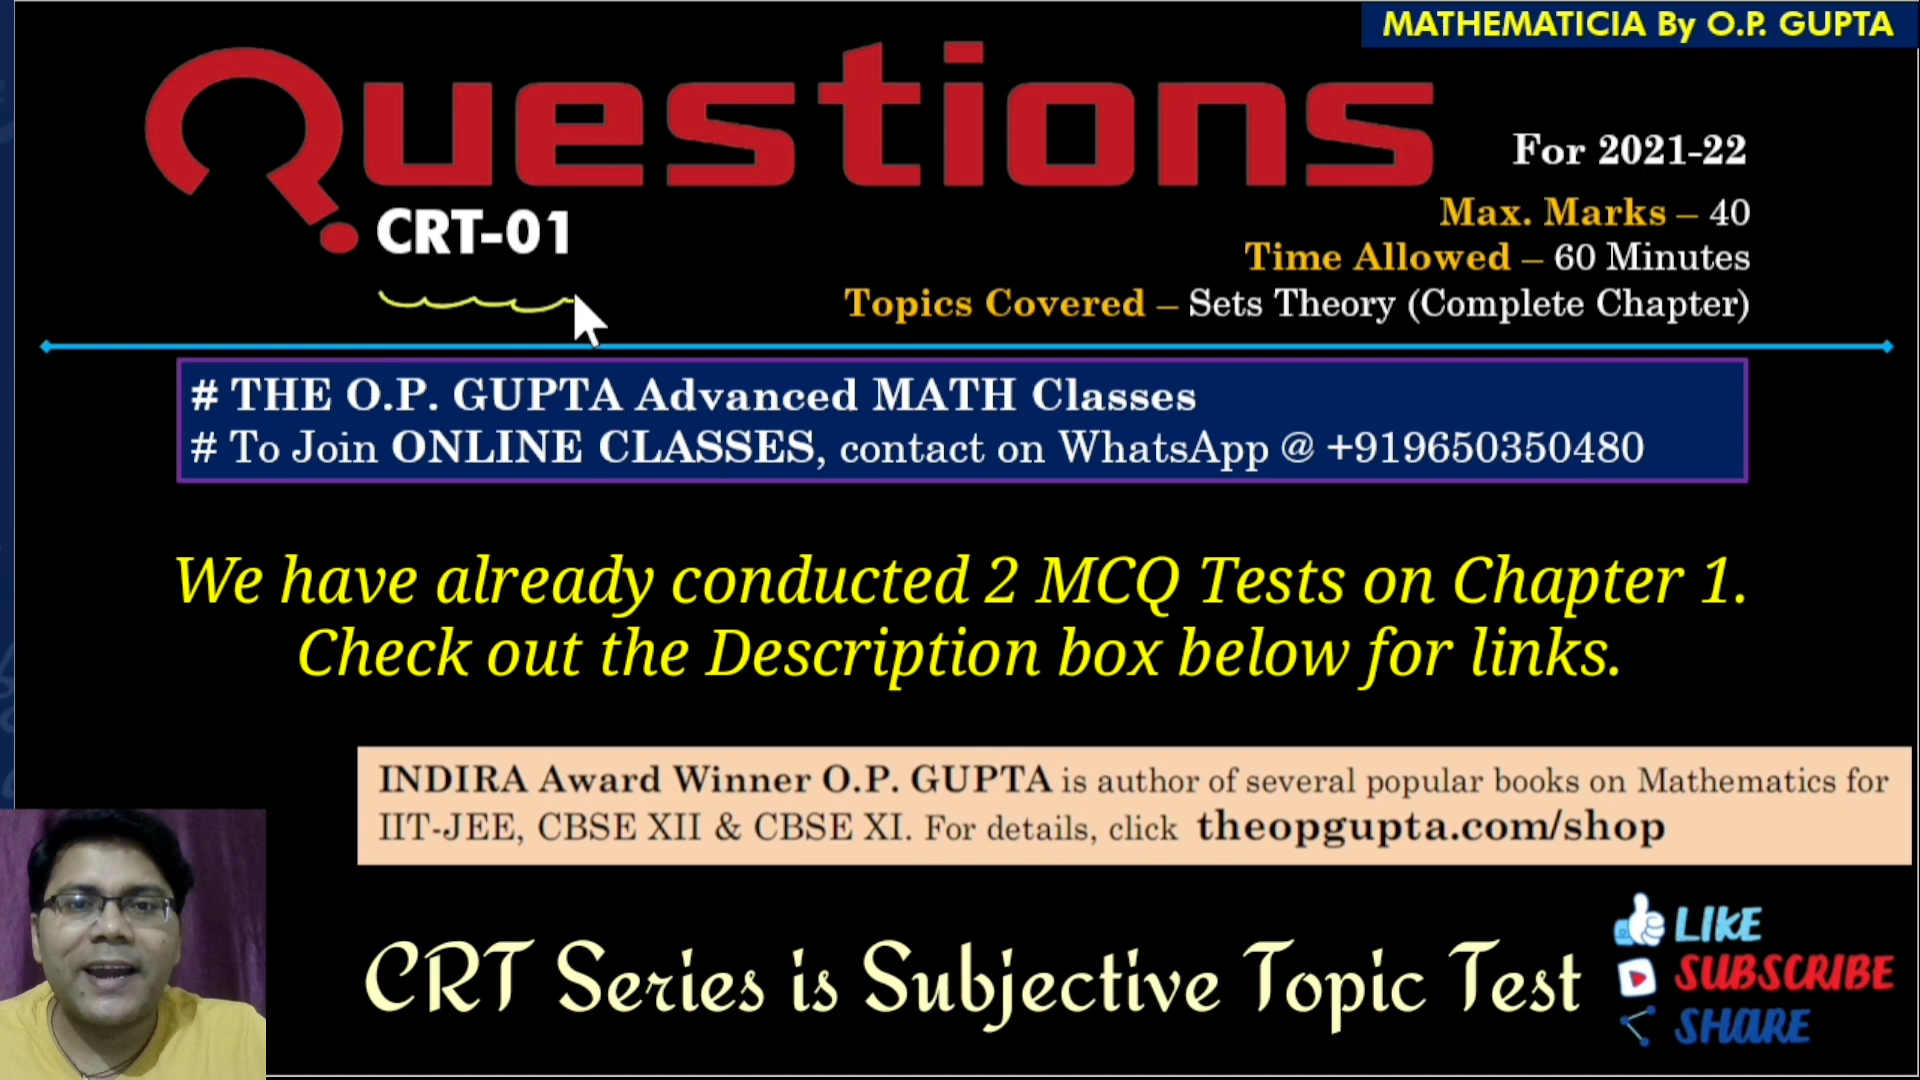 MATHEMATICIA By O.P. GUPTA
Questions
For 2021-22
CRT-01
Max. Marks – 40
Time Allowed – 60 Minutes
Topics Covered – Sets Theory (Complete Chapter)
# THE O.P. GUPTA Advanced MATH Classes
# To Join ONLINE CLASSES, contact on WhatsApp @ +919650350480
We have already conducted 2 MCQ Tests on Chapter 1.
Check out the Description box below for links.
INDIRA Award Winner O.P. GUPTA is author of several popular books on Mathematics for
IIT-JEE, CBSE XII & CBSE XI. For details, click theopgupta.com/shop
CRT Series is Subjective Topic Test
LIKE
SUBSCRIBE
SHARE